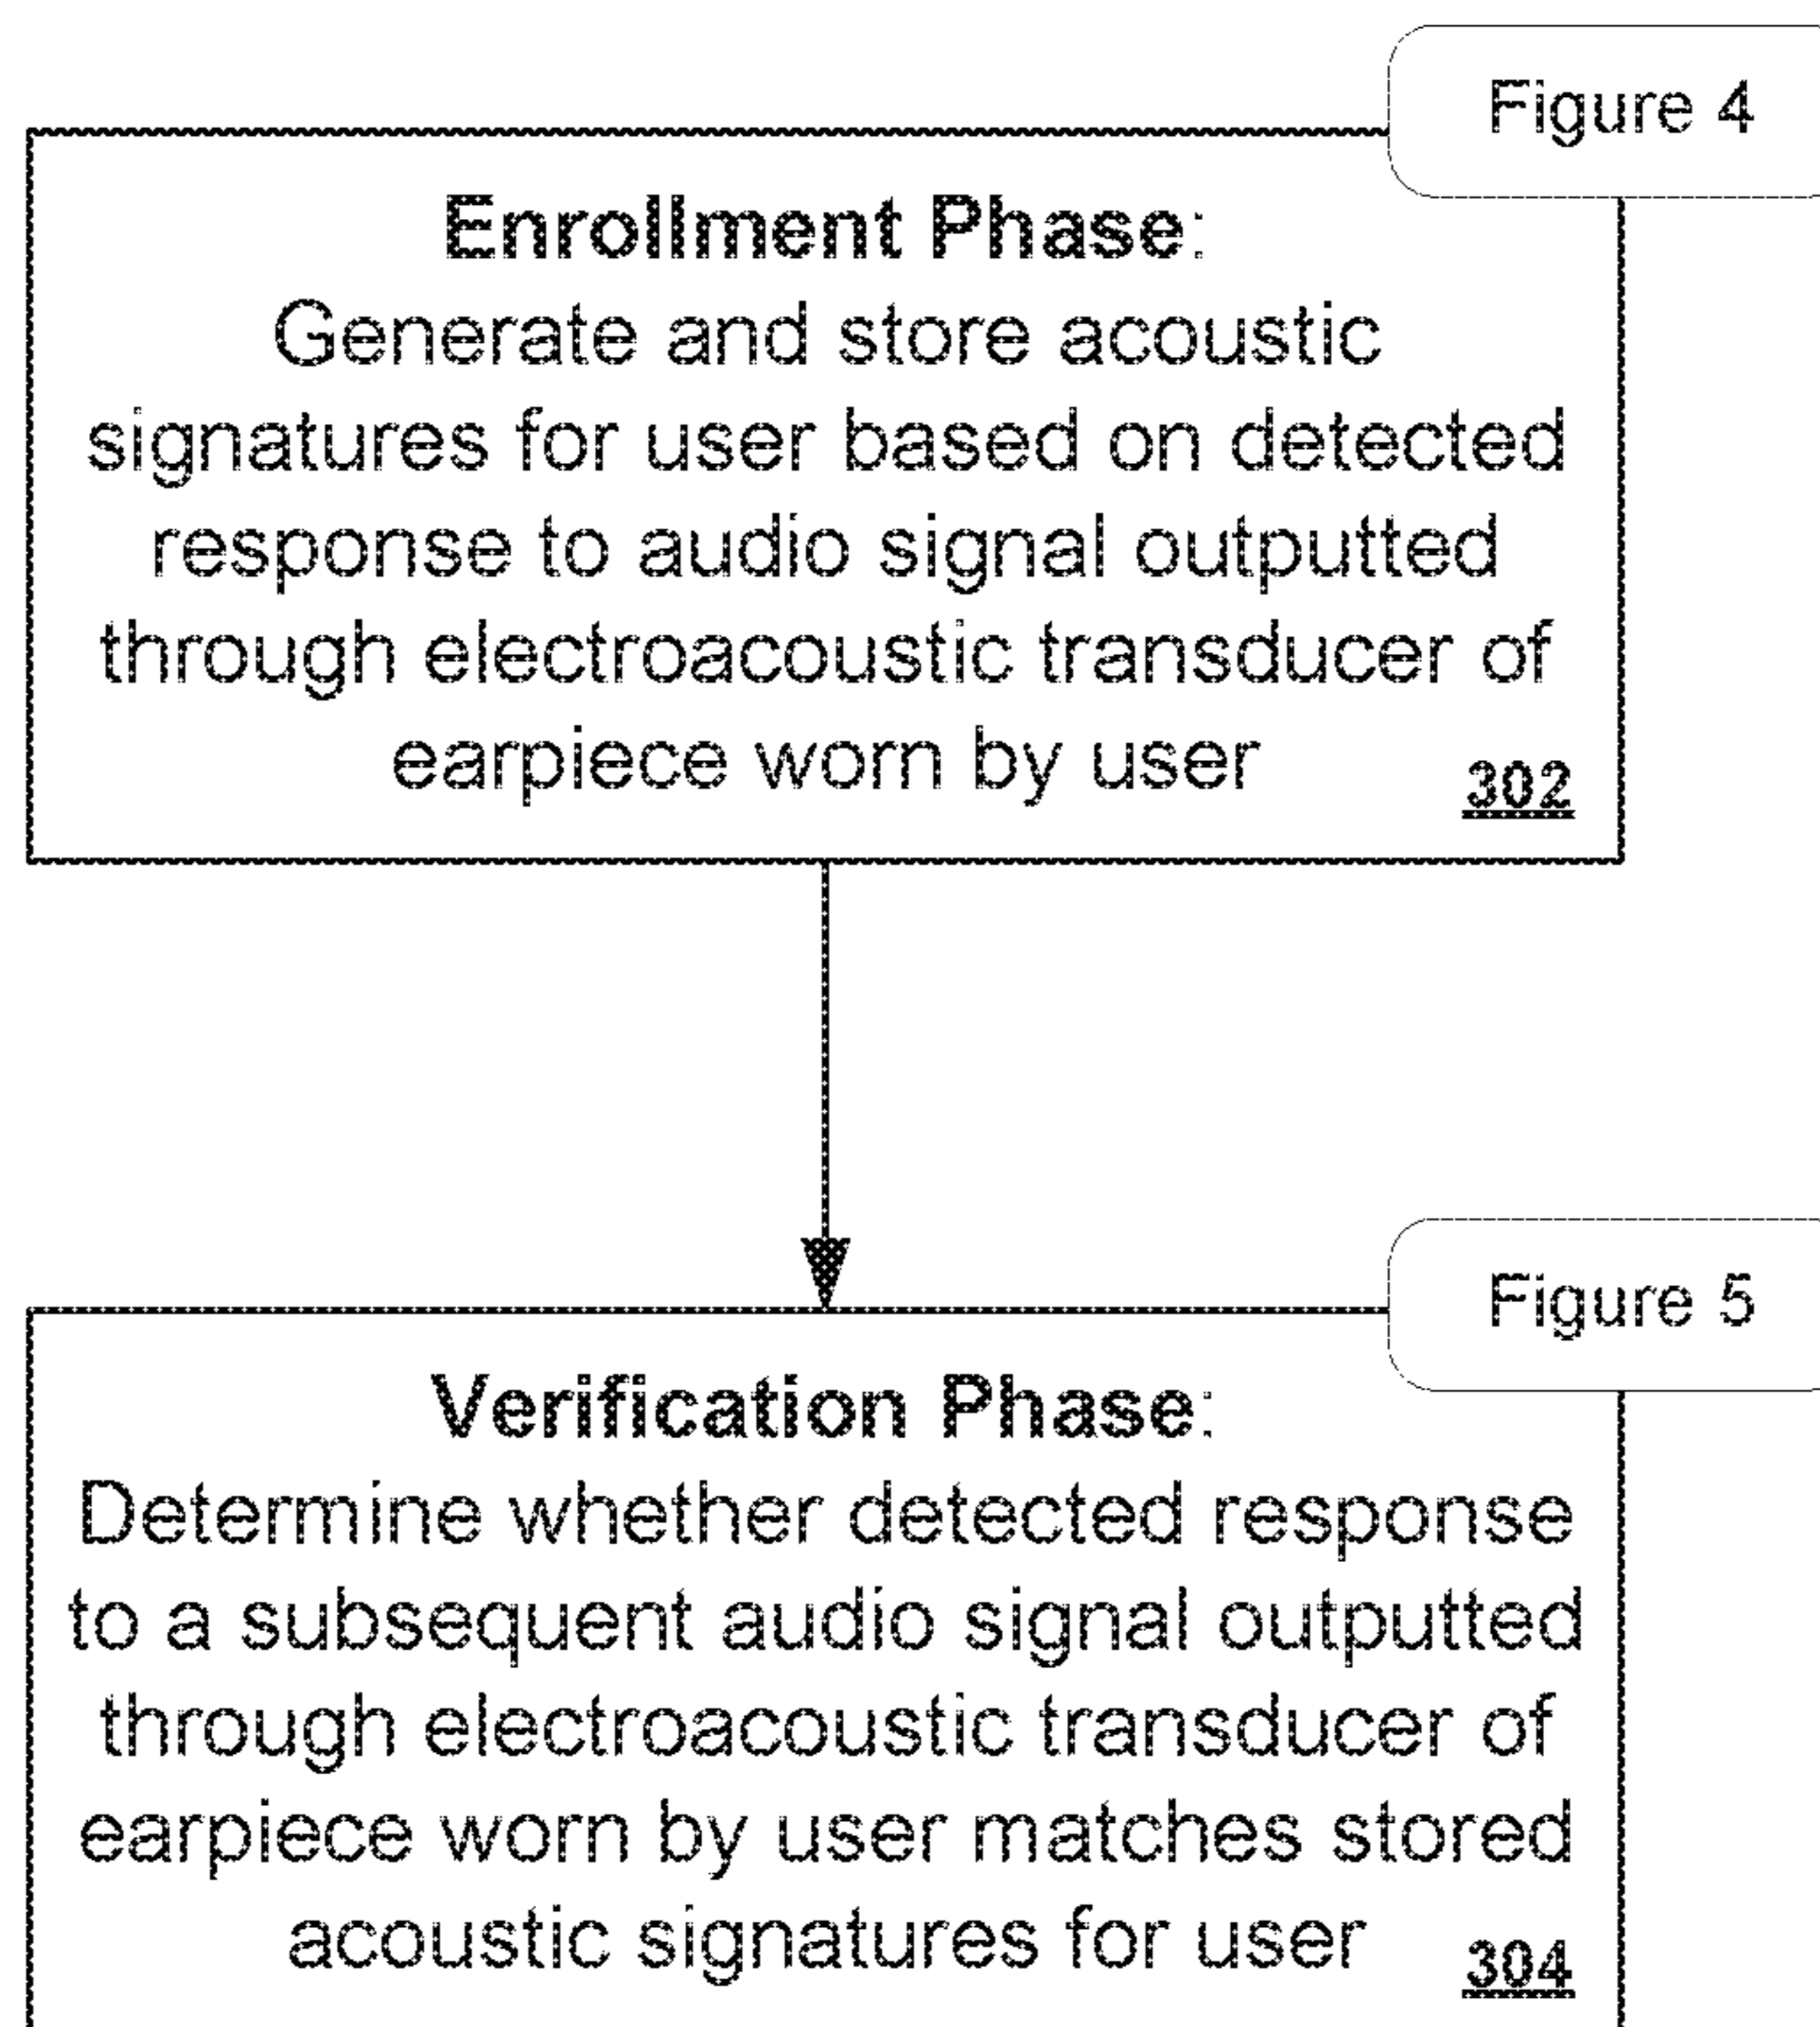 Figure 4
Enrollment Phase:
Generate and store acoustic
signatures for user based on detected
response to audio signal outputted
through electroacoustic transducer of
earpiece worn by user
302
Figure 5
Verification Phase:
Determine whether detected response
to a subsequent audio signal outputted
through electroacoustic transducer of
earpiece worn by user matches stored
acoustic signatures for user
304